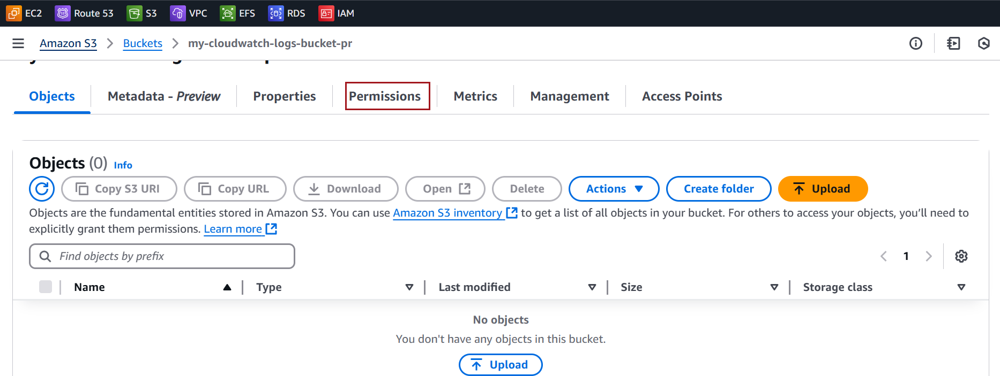 EC2 Route 53 S3 VPC EFS RDS IAM
Amazon S3 > Buckets > my-cloudwatch-logs-bucket-pr
Objects Metadata - Preview Properties Permissions Metrics Management Access Points
Objects (0) Info
Copy S3 URI Copy URL Download Open Delete Actions Create folder Upload
Objects are the fundamental entities stored in Amazon S3. You can use Amazon S3 inventory to get a list of all objects in your bucket. For others to access your objects, you’ll need to
explicitly grant them permissions. Learn more
Find objects by prefix
1
Name Type Last modified Size Storage class
No objects
You don't have any objects in this bucket.
Upload